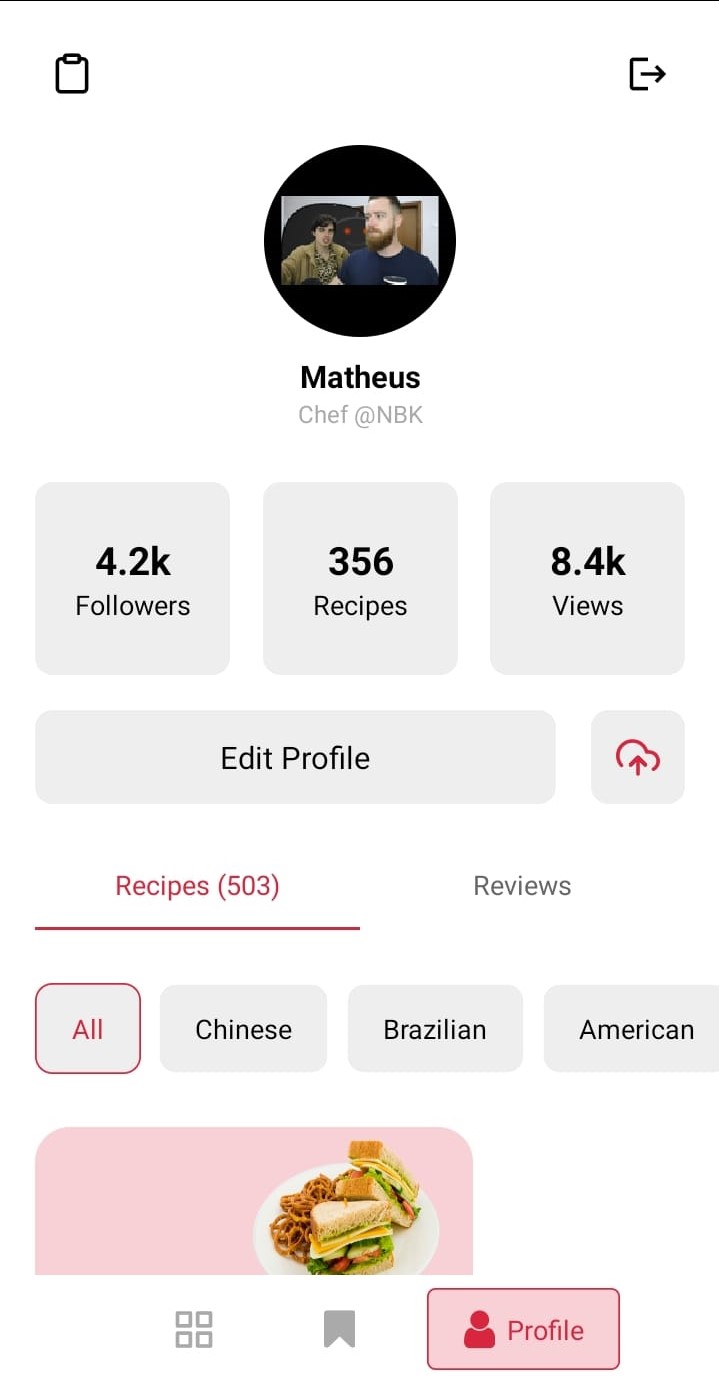 Matheus
Chef @NBK
4.2k
Followers
356
Recipes
8.4k
Views
Edit Profile
Recipes (503)
Reviews
All
Chinese
Brazilian
American
Profile